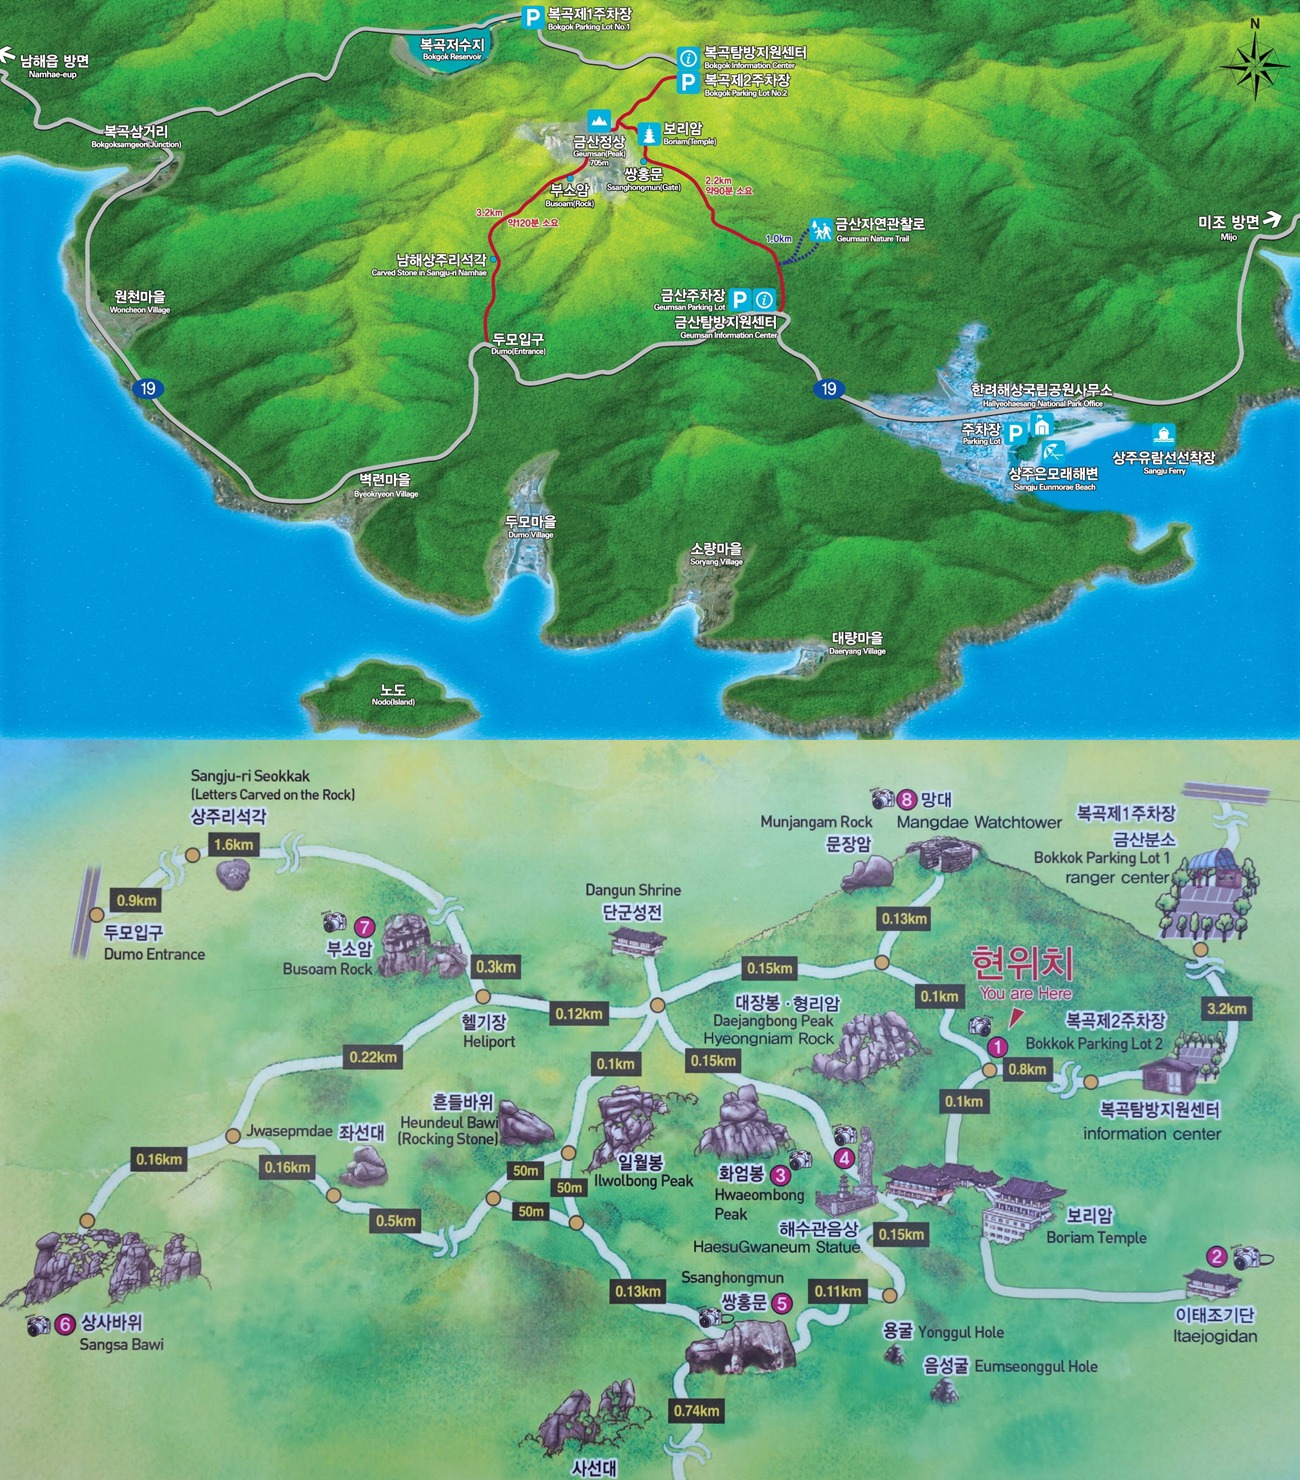 P
복곡제1주차장
Bokgok Parking Lot No.1
N
복곡저수지
Bokgok Reservoir
남해읍 방면
Namhae-eup
i
복곡탐방지원센터
Bokgok Information Center
P
복곡제2주차장
Bokgok Parking Lot No.2
복곡삼거리
Bokgoksamgeori(Junction)
금산정상
Geumsan(Peak)
705m
보리암
Boriam(Temple)
쌍홍문
Ssanghongmun(Gate)
부소암
Busoam(Rock)
2.2km
약90분 소요
3.2km
약120분 소요
미조 방면
Mijo
1.0km
금산자연관찰로
Geumsan Nature Trail
남해상주리석각
Carved Stone in Sangju-ri Namhae
원천마을
Woncheon Village
금산주차장
Geumsan Parking Lot
P i
금산탐방지원센터
Geumsan Information Center
두모입구
Dumo(Entrance)
19
19
한려해상국립공원사무소
Hallyeohaesang National Park Office
주차장
Parking Lot
P
상주은모래해변
Sangju Eunmorae Beach
상주유람선선착장
Sangju Ferry
벽련마을
Byeokryeon Village
두모마을
Dumo Village
소량마을
Soryang Village
대량마을
Daeryang Village
노도
Nodo(Island)
Sangju-ri Seokkak
(Letters Carved on the Rock)
상주리석각
1.6km
0.9km
두모입구
Dumo Entrance
7
부소암
Busoam Rock
0.3km
Dangun Shrine
단군성전
8 망대
Mangdae Watchtower
Munjangam Rock
문장암
복곡제1주차장
금산분소
Bokkok Parking Lot 1
ranger center
0.13km
0.15km
0.1km
현위치
You are Here
3.2km
헬기장
Heliport
0.12km
대장봉 · 형리암
Daejangbong Peak
Hyeongniam Rock
복곡제2주차장
Bokkok Parking Lot 2
1
0.8km
0.22km
0.1km
0.15km
0.1km
복곡탐방지원센터
information center
흔들바위
Heundeul Bawi
(Rocking Stone)
Jwasepmdae 좌선대
0.16km
0.16km
50m
50m
50m
일월봉
Ilwolbong Peak
화엄봉 3
Hwaeombong
Peak
4
0.5km
해수관음상
HaesuGwaneum Statue
0.15km
보리암
Boriam Temple
2
이태조기단
Itaejogidan
0.13km
Ssanghongmun
쌍홍문 5
0.11km
6 상사바위
Sangsa Bawi
용굴 Yonggul Hole
음성굴 Eumseonggul Hole
0.74km
사선대